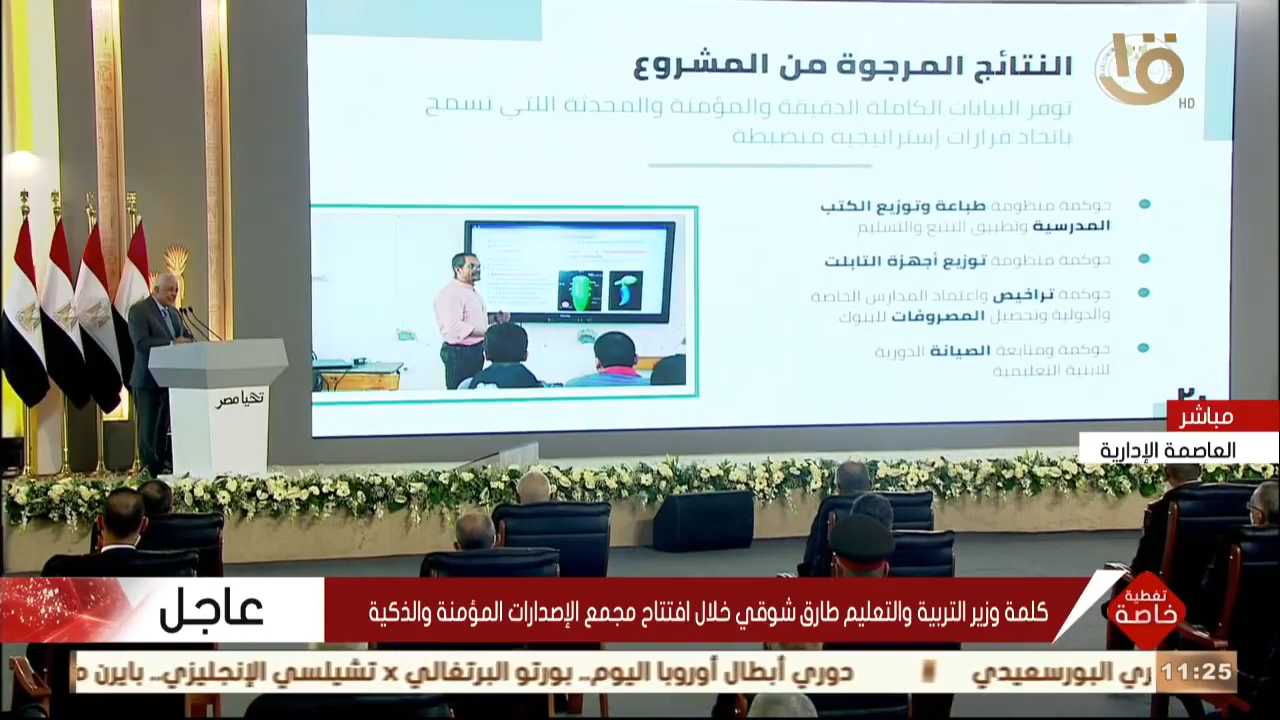 النتائج المرجوة من المشروع
توفر البيانات الكاملة الدقيقة والمؤمنة والمحدثة اللتي تسمح
باتخاذ قرارات إستراتيجية منضبطة
حوكمة منظومة طباعة وتوزيع الكتب
المدرسية وتطبيق التتبع والتسليم
حوكمة منظومة توزيع أجهزة التابلت
حوكمة تراخيص واعتماد المدارس الخاصة
والدولية وتحصيل المصروفات للبنوك
حوكمة ومتابعة الصيانة الدورية
للأبنية التعليمية
HD
تحيا مصر
مباشر
العاصمة الإدارية
تغطية
خاصة
كلمة وزير التربية والتعليم طارق شوقي خلال افتتاح مجمع الإصدارات المؤمنة والذكية
عاجل
11:25
ري البورسعيدي
دوري أبطال أوروبا اليوم.. بورتو البرتغالي x تشيلسي الإنجليزي.. بايرن م